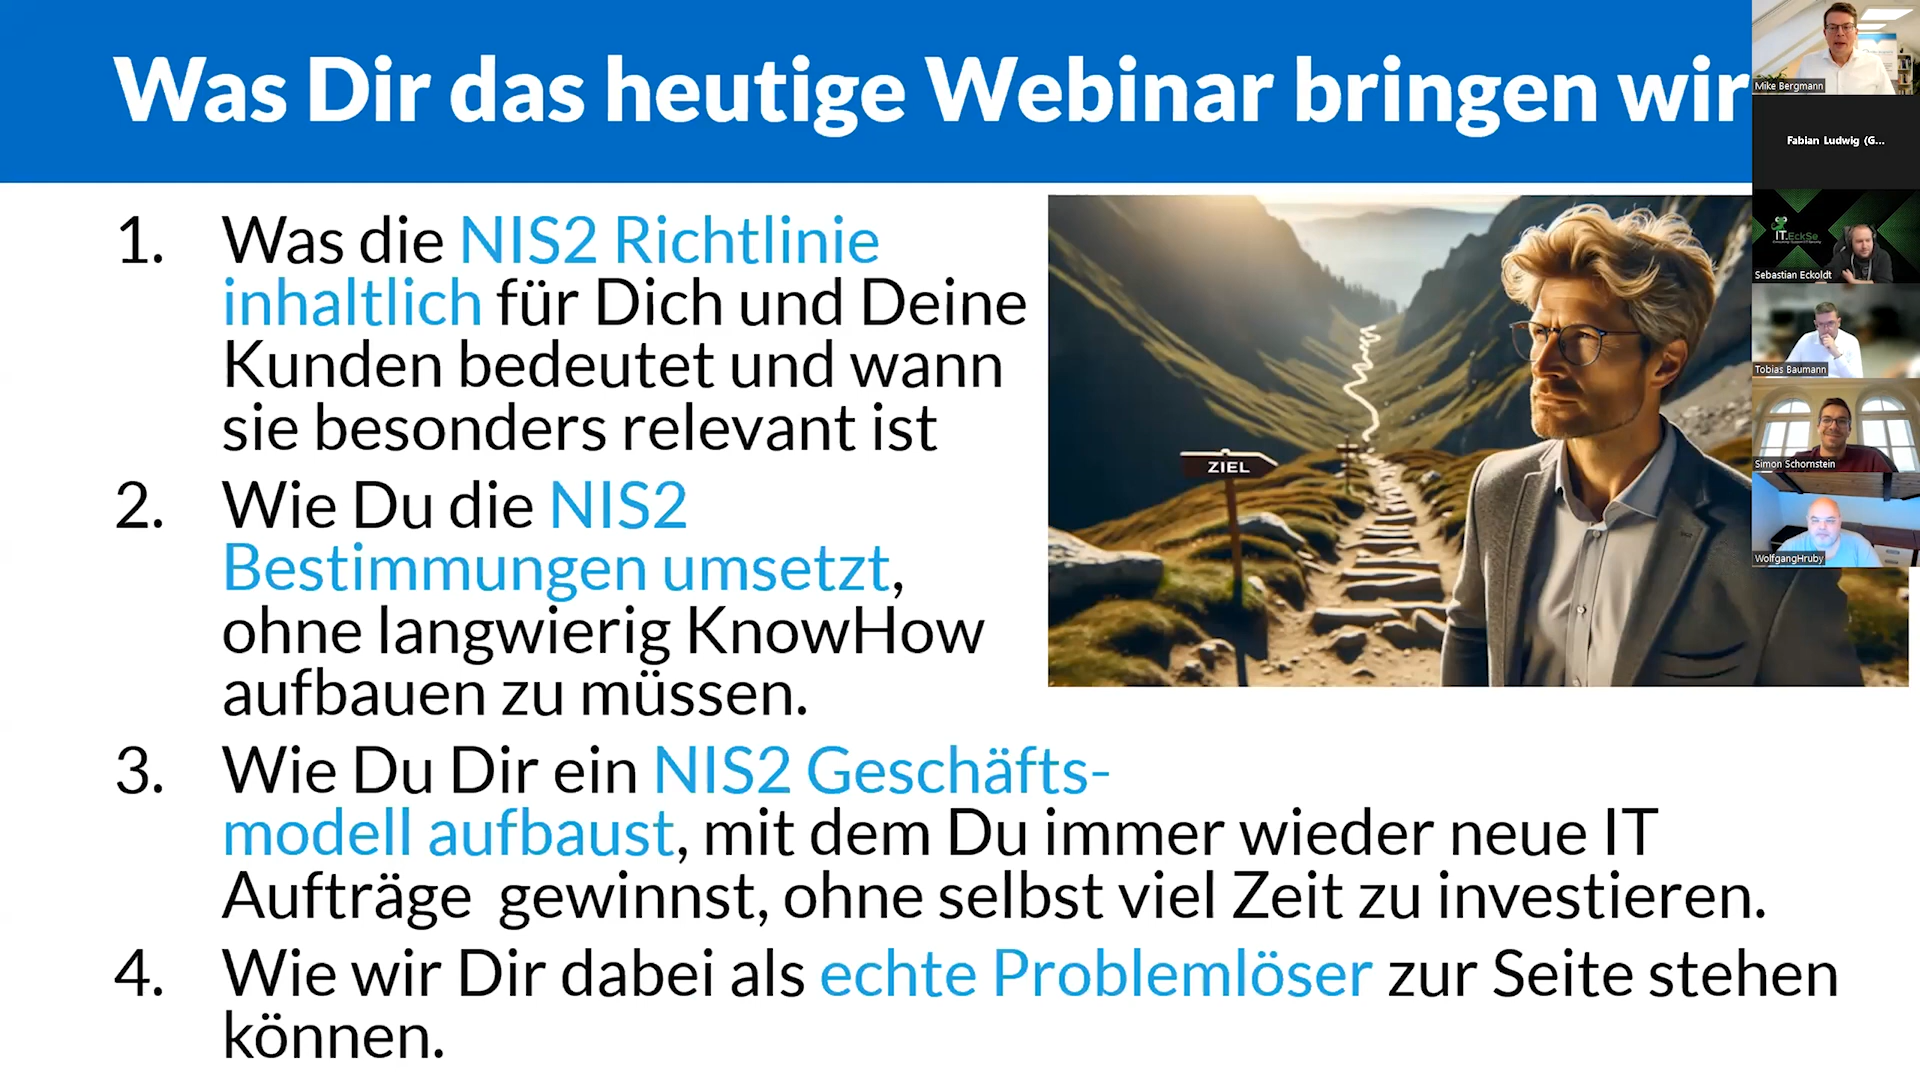 Was Dir das heutige Webinar bringen wir
1. Was die NIS2 Richtlinie
inhaltlich für Dich und Deine
Kunden bedeutet und wann
sie besonders relevant ist
2. Wie Du die NIS2
Bestimmungen umsetzt,
ohne langwierig KnowHow
aufbauen zu müssen.
3. Wie Du Dir ein NIS2 Geschäfts-
modell aufbaust, mit dem Du immer wieder neue IT
Aufträge gewinnst, ohne selbst viel Zeit zu investieren.
4. Wie wir Dir dabei als echte Problemlöser zur Seite stehen
können.
ZIEL
Mike Bergmann
Fabian Ludwig (G...
IT.EckSe
Sebastian Eckoldt
Tobias Baumann
Simon Schornstein
WolfgangHruby